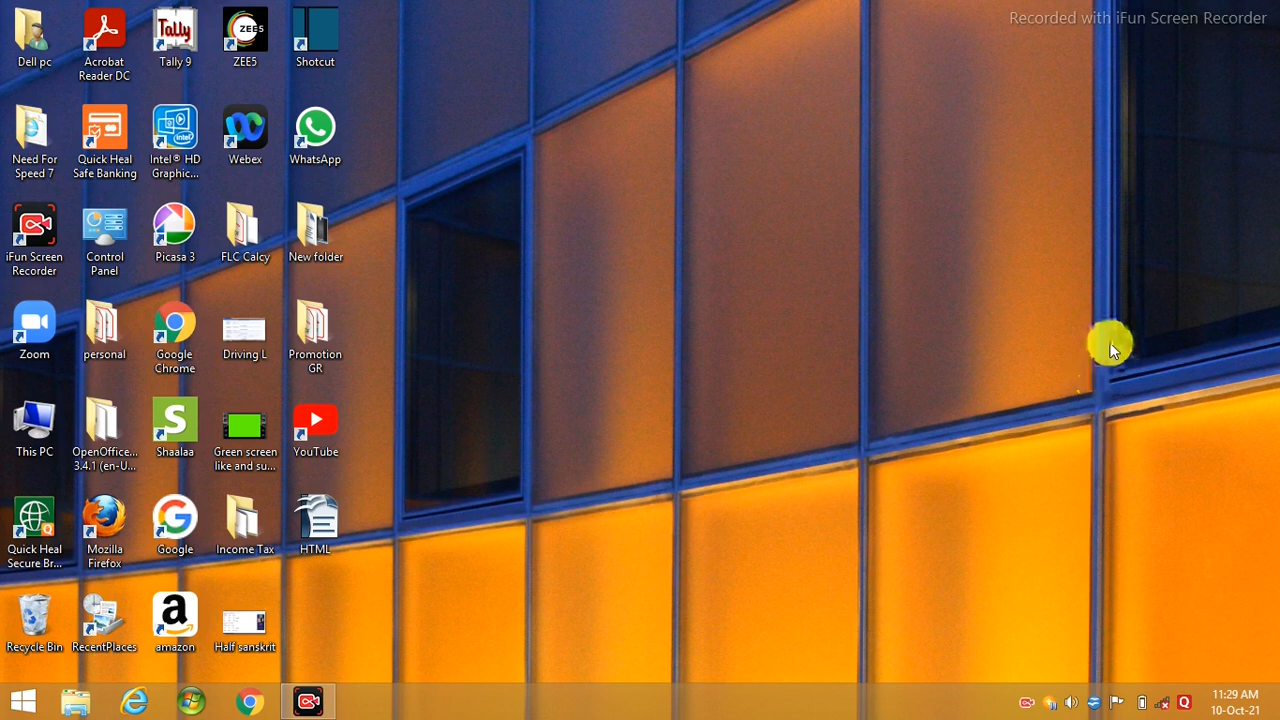 Recorded with iFun Screen Recorder
Dell pc
Acrobat
Reader DC
Tally
Tally 9
ZEE5
ZEE5
Shotcut
Need For
Speed 7
Quick Heal
Safe Banking
intel
Intel® HD
Graphic...
Webex
WhatsApp
iFun Screen
Recorder
Control
Panel
Picasa 3
FLC Calcy
New folder
Zoom
personal
Google
Chrome
Driving L
Promotion
GR
This PC
OpenOffice...
3.4.1 (en-U...
S
Shaalaa
Green screen
like and su...
YouTube
Quick Heal
Secure Br...
Mozilla
Firefox
Google
Income Tax
HTML
Recycle Bin
RecentPlaces
a
amazon
Half sanskrit
11:29 AM
10-Oct-21